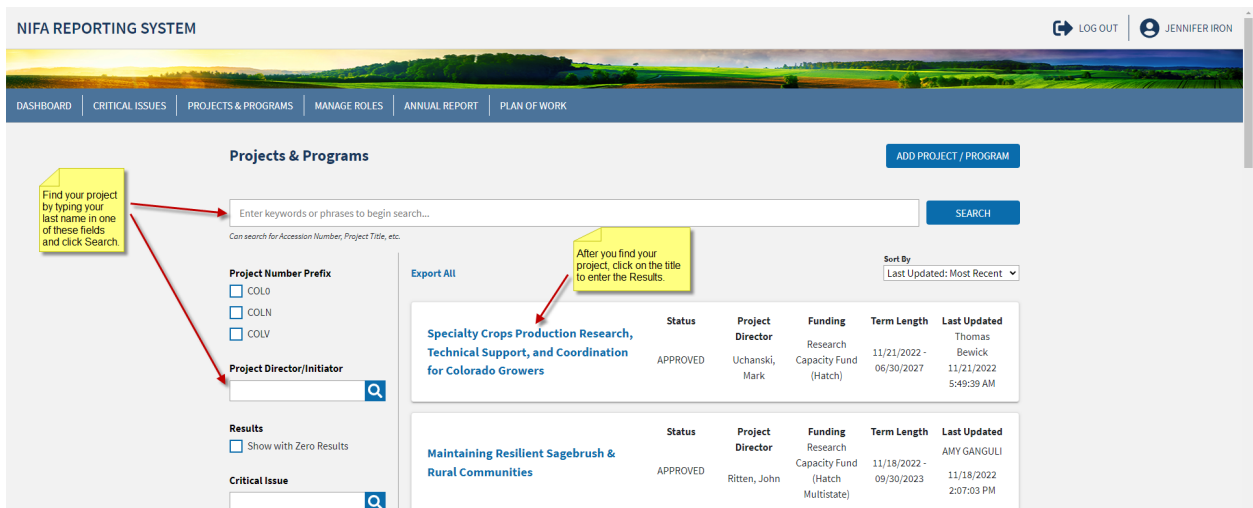 NIFA REPORTING SYSTEM
LOG OUT
JENNIFER IRON
DASHBOARD
CRITICAL ISSUES
PROJECTS & PROGRAMS
MANAGE ROLES
ANNUAL REPORT
PLAN OF WORK
Projects & Programs
ADD PROJECT / PROGRAM
Find your project
by typing your
last name in one
of these fields
and click Search.
Enter keywords or phrases to begin search...
SEARCH
Can search for Accession Number, Project Title, etc.
After you find your
project, click on the title
to enter the Results.
Sort By
Last Updated: Most Recent
Export All
Project Number Prefix
COL0
COLN
COLV
Project Director/Initiator
Results
Show with Zero Results
Critical Issue
Specialty Crops Production Research,
Technical Support, and Coordination
for Colorado Growers
Status
APPROVED
Project
Director
Uchanski,
Mark
Funding
Research
Capacity Fund
(Hatch)
Term Length
11/21/2022 -
06/30/2027
Last Updated
Thomas
Bewick
11/21/2022
5:49:39 AM
Maintaining Resilient Sagebrush &
Rural Communities
Status
APPROVED
Project
Director
Ritten, John
Funding
Research
Capacity Fund
(Hatch
Multistate)
Term Length
11/18/2022 -
09/30/2023
Last Updated
AMY GANGULI
11/18/2022
2:07:03 PM